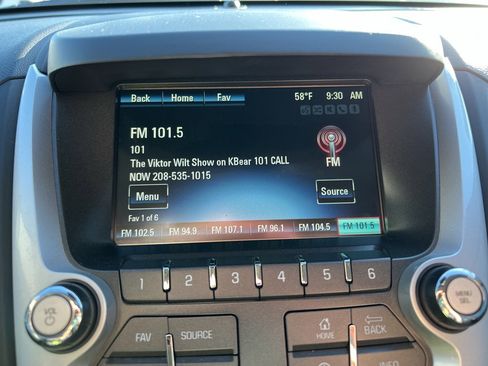 Back Home Fav 58°F 9:30 AM
FM 101.5
101
The Viktor Wilt Show on KBear 101 CALL
NOW 208-535-1015
FM
Menu Source
Fav 1 of 6
FM 102.5 FM 94.9 FM 107.1 FM 96.1 FM 104.5 FM 101.5
1 2 3 4 5 6
VOL
MENU
SEL
FAV SOURCE HOME BACK
INFO